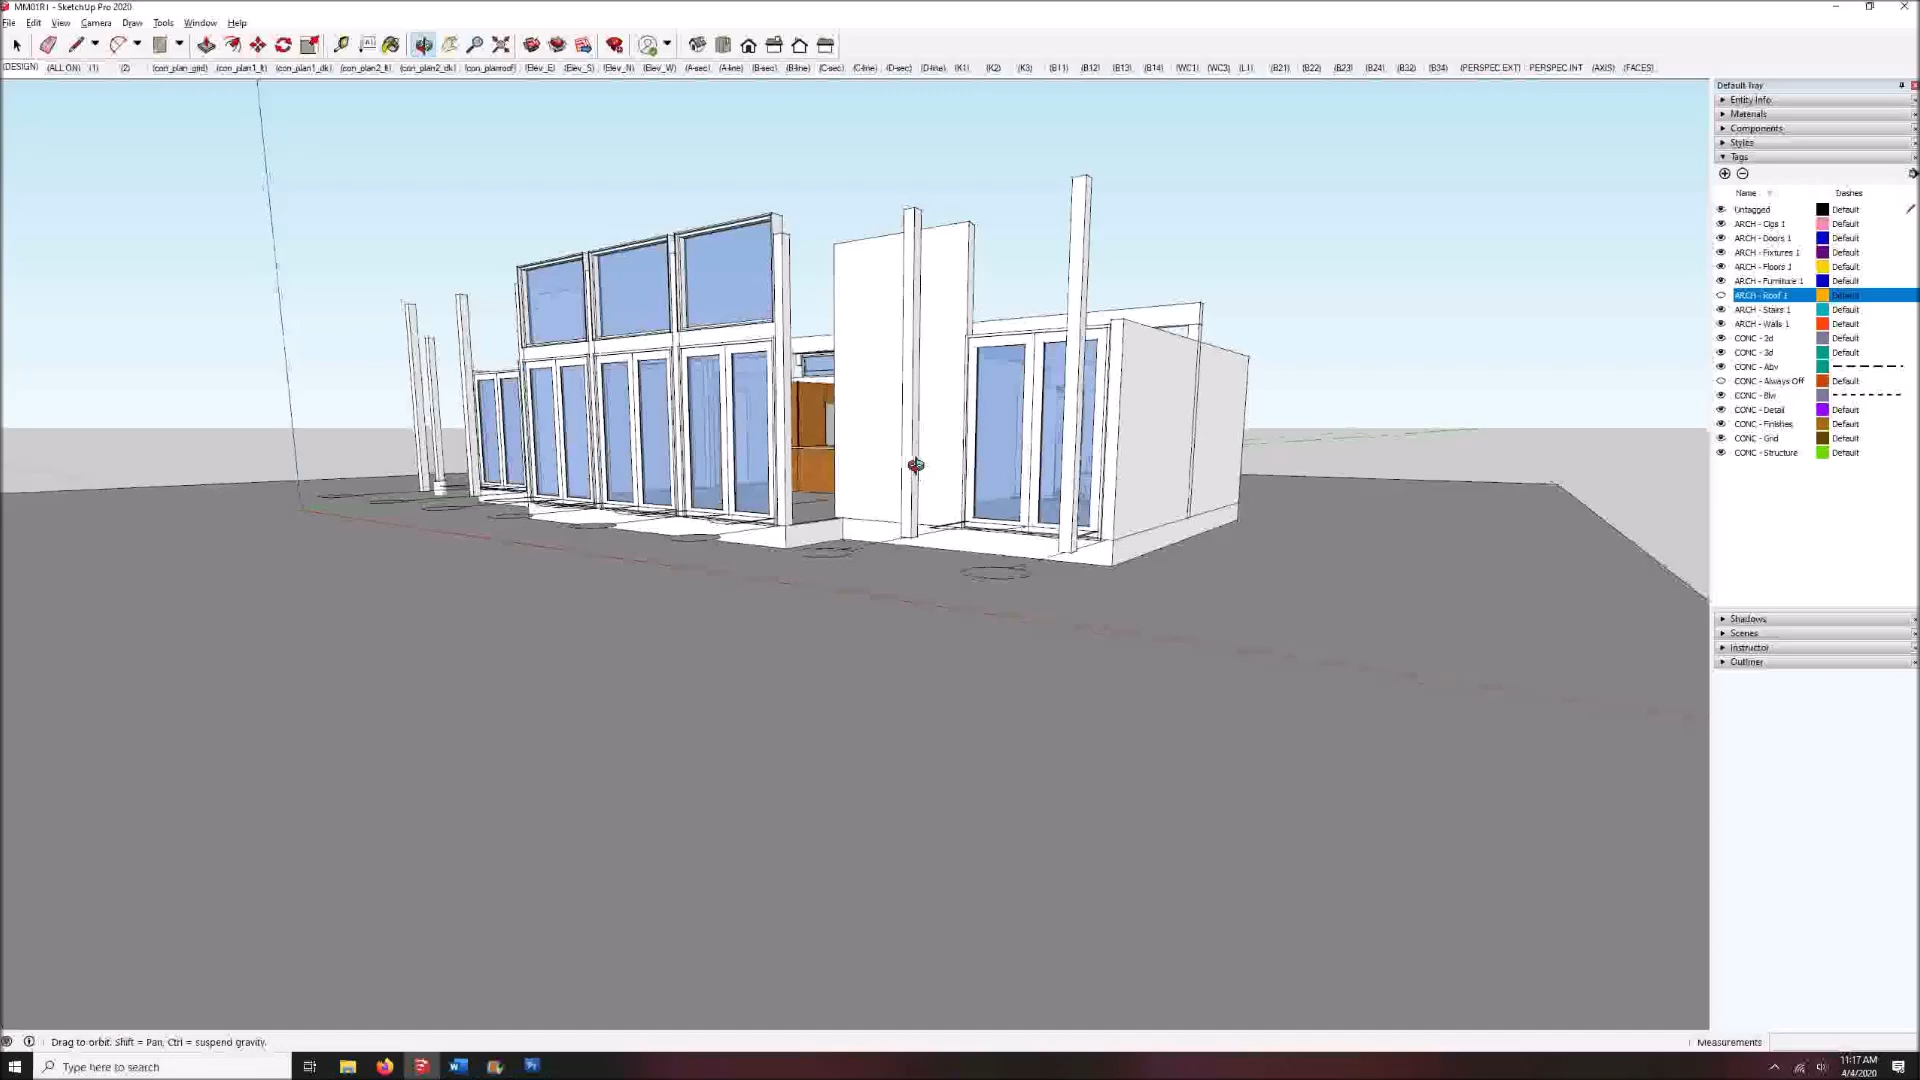 MM01R1 - SketchUp Pro 2020
File Edit View Camera Draw Tools Window Help
(DESIGN) (ALL ON) (1) (2) (con_plan_grid) (con_plan1_lt) (con_plan1_dk) (con_plan2_lt) (con_plan2_dk) (con_planroof) (Elev_E) (Elev_S) (Elev_N) (Elev_W) (A-sec) (A-line) (B-sec) (B-line) (C-sec) (C-line) (D-sec) (D-line) (K1) (K2) (K3) (B11) (B12) (B13) (B14) (WC1) (WC3) (L1) (B21) (B22) (B23) (B24) (B32) (B34) (PERSPEC EXT) PERSPEC INT (AXIS) (FACES)
Default Tray
Entity Info
Materials
Components
Styles
Tags
Name Dashes
Untagged Default
ARCH - Clgs 1 Default
ARCH - Doors 1 Default
ARCH - Fixtures 1 Default
ARCH - Floors 1 Default
ARCH - Furniture 1 Default
ARCH - Roof 1 Default
ARCH - Stairs 1 Default
ARCH - Walls 1 Default
CONC - 2d Default
CONC - 3d Default
CONC - Abv
CONC - Always Off Default
CONC - Blw
CONC - Detail Default
CONC - Finishes Default
CONC - Grid Default
CONC - Structure Default
Shadows
Scenes
Instructor
Outliner
Drag to orbit. Shift = Pan, Ctrl = suspend gravity.
Measurements
Type here to search
11:17 AM
4/4/2020